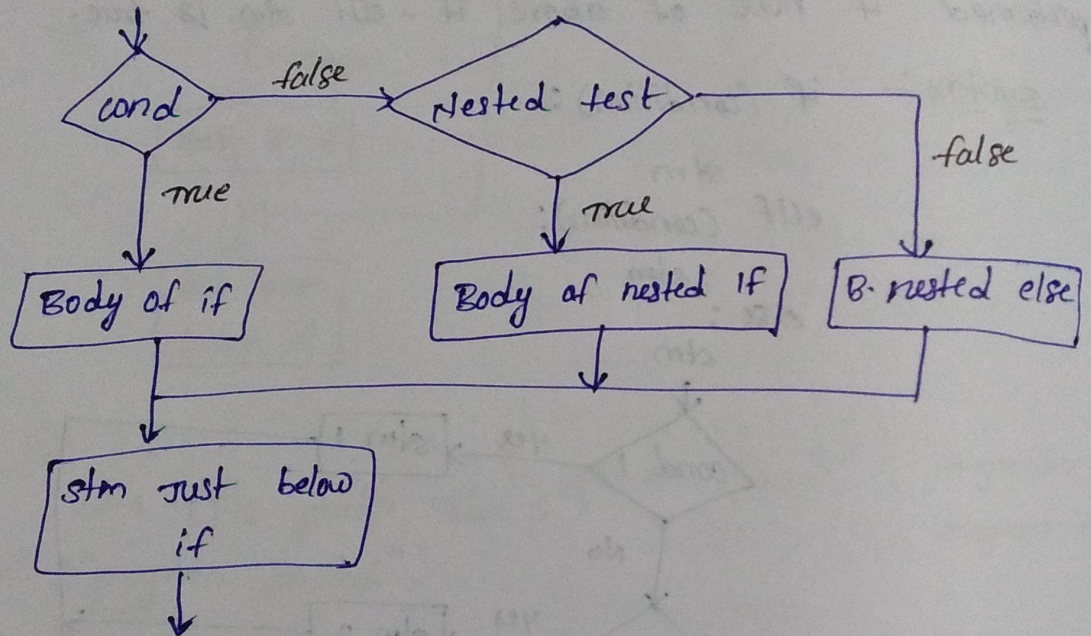 cond
false
Nested test
false
true
true
Body of if
Body of nested if
B. nested else
stm just below
if